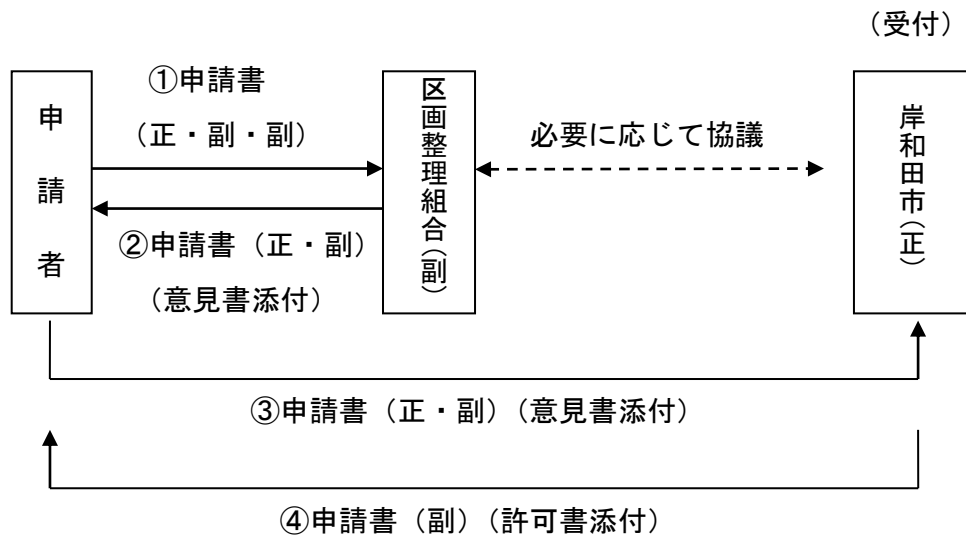 （受付）
申請者
①申請書
（正・副・副）
②申請書（正・副）
（意見書添付）
区画整理組合（副）
必要に応じて協議
岸和田市（正）
③申請書（正・副）（意見書添付）
④申請書（副）（許可書添付）